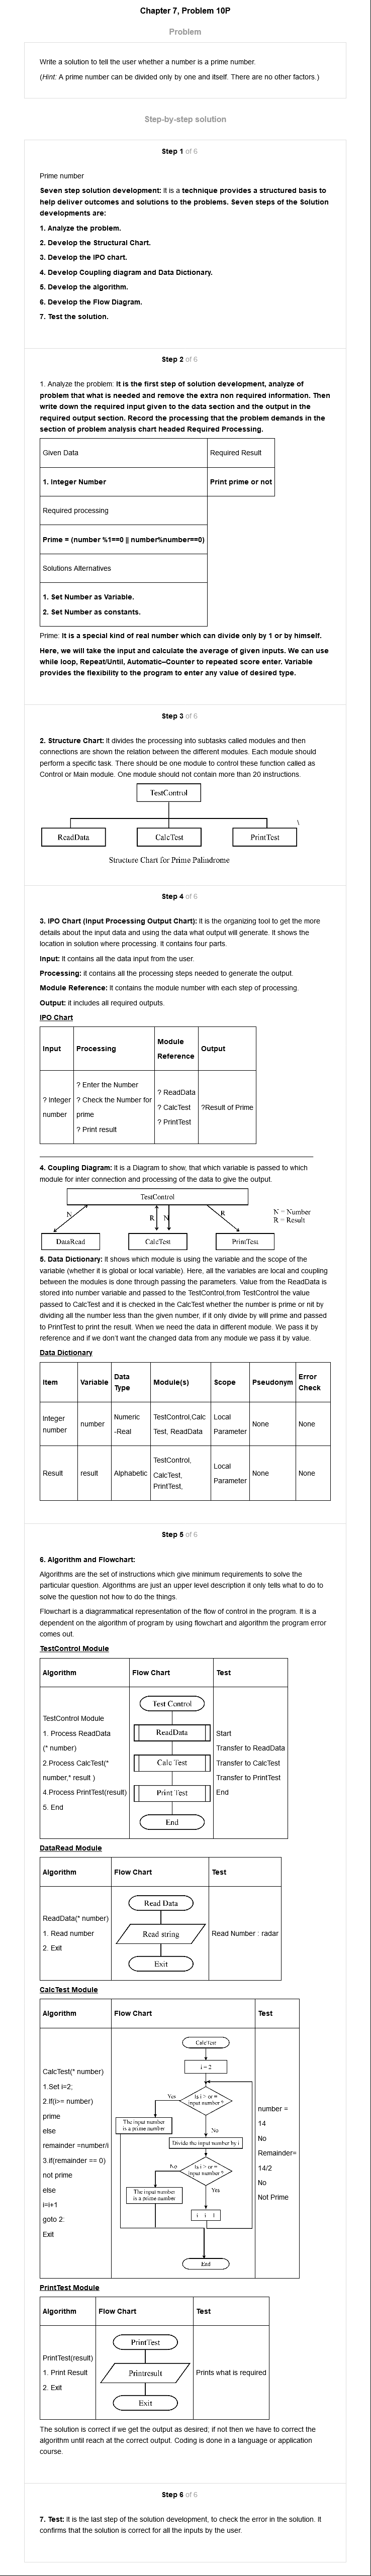 Chapter 7, Problem 10P
Problem
Write a solution to tell the user whether a number is a prime number.
(Hint: A prime number can be divided only by one and itself. There are no other factors.)
Step-by-step solution
Step 1 of 6
Prime number
Seven step solution development: It is a technique provides a structured basis to
help deliver outcomes and solutions to the problems. Seven steps of the Solution
developments are:
1. Analyze the problem.
2. Develop the Structural Chart.
3. Develop the IPO chart.
4. Develop Coupling diagram and Data Dictionary.
5. Develop the algorithm.
6. Develop the Flow Diagram.
7. Test the solution.
Step 2 of 6
1. Analyze the problem: It is the first step of solution development, analyze of
problem that what is needed and remove the extra non required information. Then
write down the required input given to the data section and the output in the
required output section. Record the processing that the problem demands in the
section of problem analysis chart headed Required Processing.
Given Data
Required Result
1. Integer Number
Print prime or not
Required processing
Prime = (number %1==0 || number%number==0)
Solutions Alternatives
1. Set Number as Variable.
2. Set Number as constants.
Prime: It is a special kind of real number which can divide only by 1 or by himself.
Here, we will take the input and calculate the average of given inputs. We can use
while loop, Repeat/Until, Automatic–Counter to repeated score enter. Variable
provides the flexibility to the program to enter any value of desired type.
Step 3 of 6
2. Structure Chart: It divides the processing into subtasks called modules and then
connections are shown the relation between the different modules. Each module should
perform a specific task. There should be one module to control these function called as
Control or Main module. One module should not contain more than 20 instructions.
TestControl
\
ReadData
CalcTest
PrintTest
Structure Chart for Prime Paliadrome
Step 4 of 6
3. IPO Chart (Input Processing Output Chart): It is the organizing tool to get the more
details about the input data and using the data what output will generate. It shows the
location in solution where processing. It contains four parts.
Input: It contains all the data input from the user.
Processing: it contains all the processing steps needed to generate the output.
Module Reference: It contains the module number with each step of processing.
Output: it includes all required outputs.
IPO Chart
Input
Processing
Module
Reference
Output
? Integer
number
? Enter the Number
? Check the Number for
prime
? Print result
? ReadData
? CalcTest
? PrintTest
?Result of Prime
4. Coupling Diagram: It is a Diagram to show, that which variable is passed to which
module for inter connection and processing of the data to give the output.
TestControl
N
R
N
R
N = Number
R = Result
DataRead
CalcTest
PrintTest
5. Data Dictionary: It shows which module is using the variable and the scope of the
variable (whether it is global or local variable). Here, all the variables are local and coupling
between the modules is done through passing the parameters. Value from the ReadData is
stored into number variable and passed to the TestControl,from TestControl the value
passed to CalcTest and it is checked in the CalcTest whether the number is prime or nit by
dividing all the number less than the given number, if it only divide by will prime and passed
to PrintTest to print the result. When we need the data in different module. We pass it by
reference and if we don't want the changed data from any module we pass it by value.
Data Dictionary
Item
Variable
Data
Type
Module(s)
Scope
Pseudonym
Error
Check
Integer
number
number
Numeric
-Real
TestControl,Calc
Test, ReadData
Local
Parameter
None
None
Result
result
Alphabetic
TestControl,
CalcTest,
PrintTest,
Local
Parameter
None
None
Step 5 of 6
6. Algorithm and Flowchart:
Algorithms are the set of instructions which give minimum requirements to solve the
particular question. Algorithms are just an upper level description it only tells what to do to
solve the question not how to do the things.
Flowchart is a diagrammatical representation of the flow of control in the program. It is a
dependent on the algorithm of program by using flowchart and algorithm the program error
comes out.
TestControl Module
Algorithm
Flow Chart
Test
TestControl Module
1. Process ReadData
(* number)
2.Process CalcTest(*
number,* result )
4.Process PrintTest(result)
5. End
Test Control
ReadData
Calc Test
Print Test
End
Start
Transfer to ReadData
Transfer to CalcTest
Transfer to PrintTest
End
DataRead Module
Algorithm
Flow Chart
Test
ReadData(* number)
1. Read number
2. Exit
Read Data
Read string
Exit
Read Number : radar
CalcTest Module
Algorithm
Flow Chart
Test
CalcTest(* number)
1.Set i=2;
2.If(i>= number)
prime
else
remainder =number/i
3.if(remainder == 0)
not prime
else
i=i+1
goto 2:
Exit
CalcTest
i = 2
Is i > or =
input number ?
Yes
The input number
is a prime number
No
Divide the input number by i
Is i > or =
input number ?
No
The input number
is a prime number
Yes
End
number =
14
No
Remainder=
14/2
No
Not Prime
PrintTest Module
Algorithm
Flow Chart
Test
PrintTest(result)
1. Print Result
2. Exit
PrintTest
Printresult
Exit
Prints what is required
The solution is correct if we get the output as desired; if not then we have to correct the
algorithm until reach at the correct output. Coding is done in a language or application
course.
Step 6 of 6
7. Test: It is the last step of the solution development, to check the error in the solution. It
confirms that the solution is correct for all the inputs by the user.